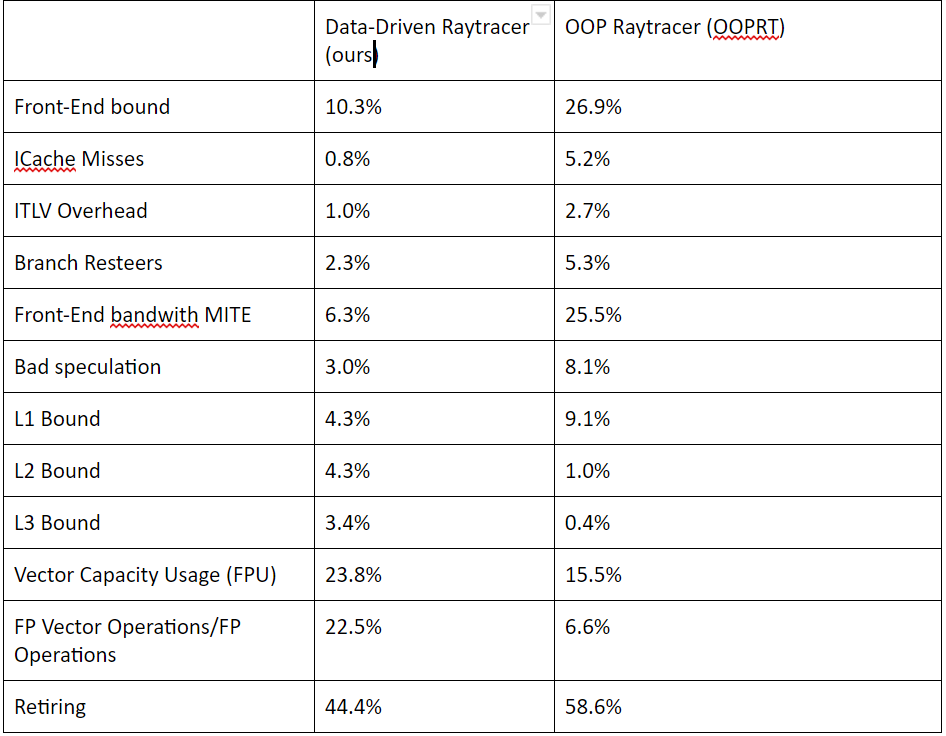 Data-Driven Raytracer
(ours)
OOP Raytracer (OOPRT)
Front-End bound
10.3%
26.9%
ICache Misses
0.8%
5.2%
ITLV Overhead
1.0%
2.7%
Branch Resteers
2.3%
5.3%
Front-End bandwith MITE
6.3%
25.5%
Bad speculation
3.0%
8.1%
L1 Bound
4.3%
9.1%
L2 Bound
4.3%
1.0%
L3 Bound
3.4%
0.4%
Vector Capacity Usage (FPU)
23.8%
15.5%
FP Vector Operations/FP
Operations
22.5%
6.6%
Retiring
44.4%
58.6%